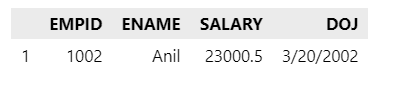 EMPID ENAME SALARY DOJ
1 1002 Anil 23000.5 3/20/2002